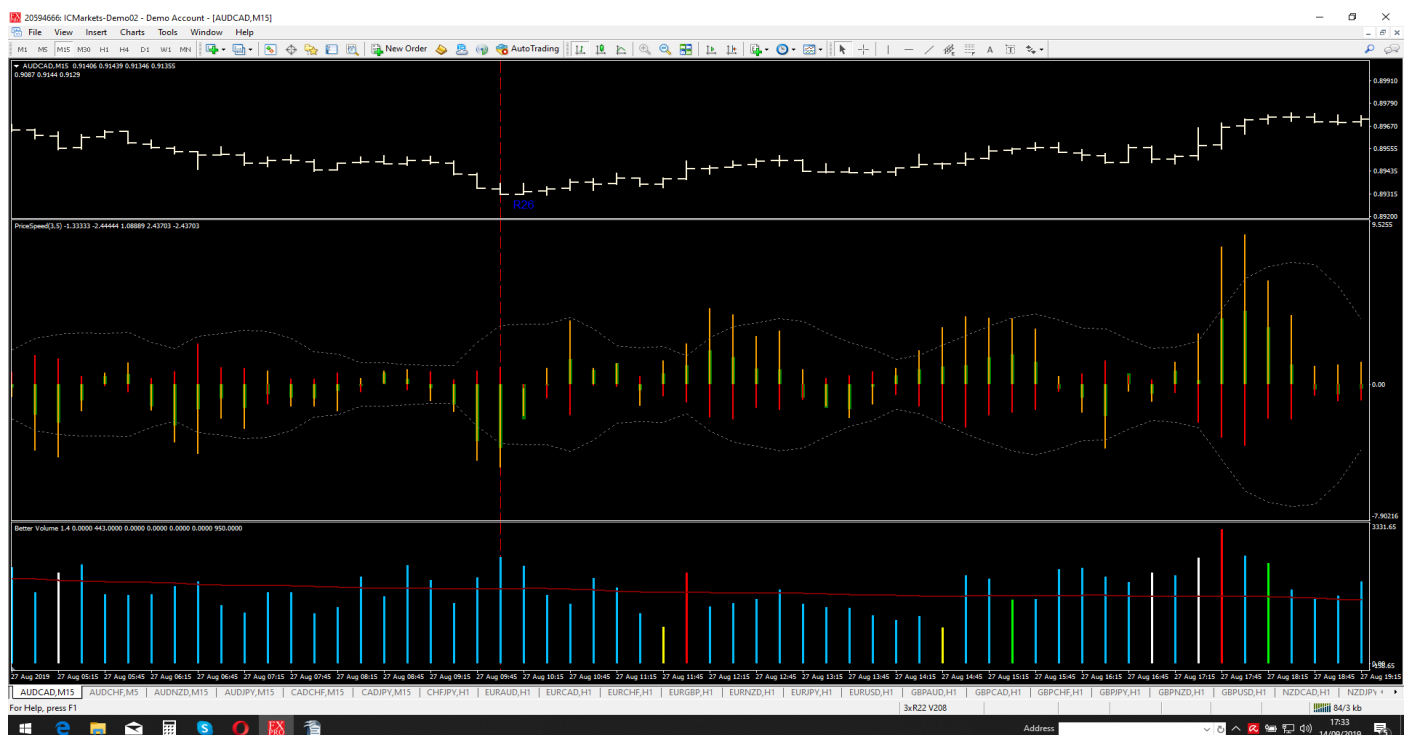 20594666: ICMarkets-Demo02 - Demo Account - [AUDCAD,M15]
File View Insert Charts Tools Window Help
M1 M5 M15 M30 H1 H4 D1 W1 MN New Order AutoTrading A T
AUDCAD,M15 0.91406 0.91439 0.91346 0.91355
0.9087 0.9144 0.9129
0.89910
0.89790
0.89670
0.89555
0.89435
0.89315
0.89200
R26
PriceSpeed(3.5) -1.33333 -2.44444 1.08889 2.43703 -2.43703
9.5255
0.00
-7.90216
Better Volume 1.4 0.0000 443.0000 0.0000 0.0000 0.0000 0.0000 950.0000
3331.65
27 Aug 2019 27 Aug 05:15 27 Aug 05:45 27 Aug 06:15 27 Aug 06:45 27 Aug 07:15 27 Aug 07:45 27 Aug 08:15 27 Aug 08:45 27 Aug 09:15 27 Aug 09:45 27 Aug 10:15 27 Aug 10:45 27 Aug 11:15 27 Aug 11:45 27 Aug 12:15 27 Aug 12:45 27 Aug 13:15 27 Aug 13:45 27 Aug 14:15 27 Aug 14:45 27 Aug 15:15 27 Aug 15:45 27 Aug 16:15 27 Aug 16:45 27 Aug 17:15 27 Aug 17:45 27 Aug 18:15 27 Aug 18:45 27 Aug 19:15
AUDCAD,M15 AUDCHF,M5 AUDNZD,M15 AUDJPY,M15 CADCHF,M15 CADJPY,M15 CHFJPY,H1 EURAUD,H1 EURCAD,H1 EURCHF,H1 EURGBP,H1 EURNZD,H1 EURJPY,H1 EURUSD,H1 GBPAUD,H1 GBPCAD,H1 GBPCHF,H1 GBPJPY,H1 GBPNZD,H1 GBPUSD,H1 NZDCAD,H1 NZDJPY
For Help, press F1 3xR22 V208 84/3 kb
Address 17:33
14/09/2019